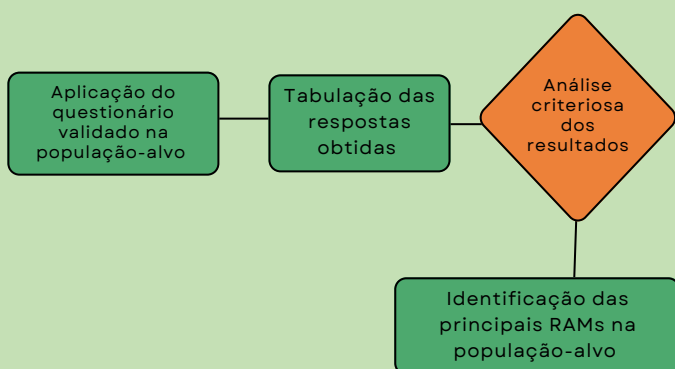 Aplicação do
questionário
validado na
população-alvo
Tabulação das
respostas
obtidas
Análise
criteriosa
dos
resultados
Identificação das
principais RAMs na
população-alvo